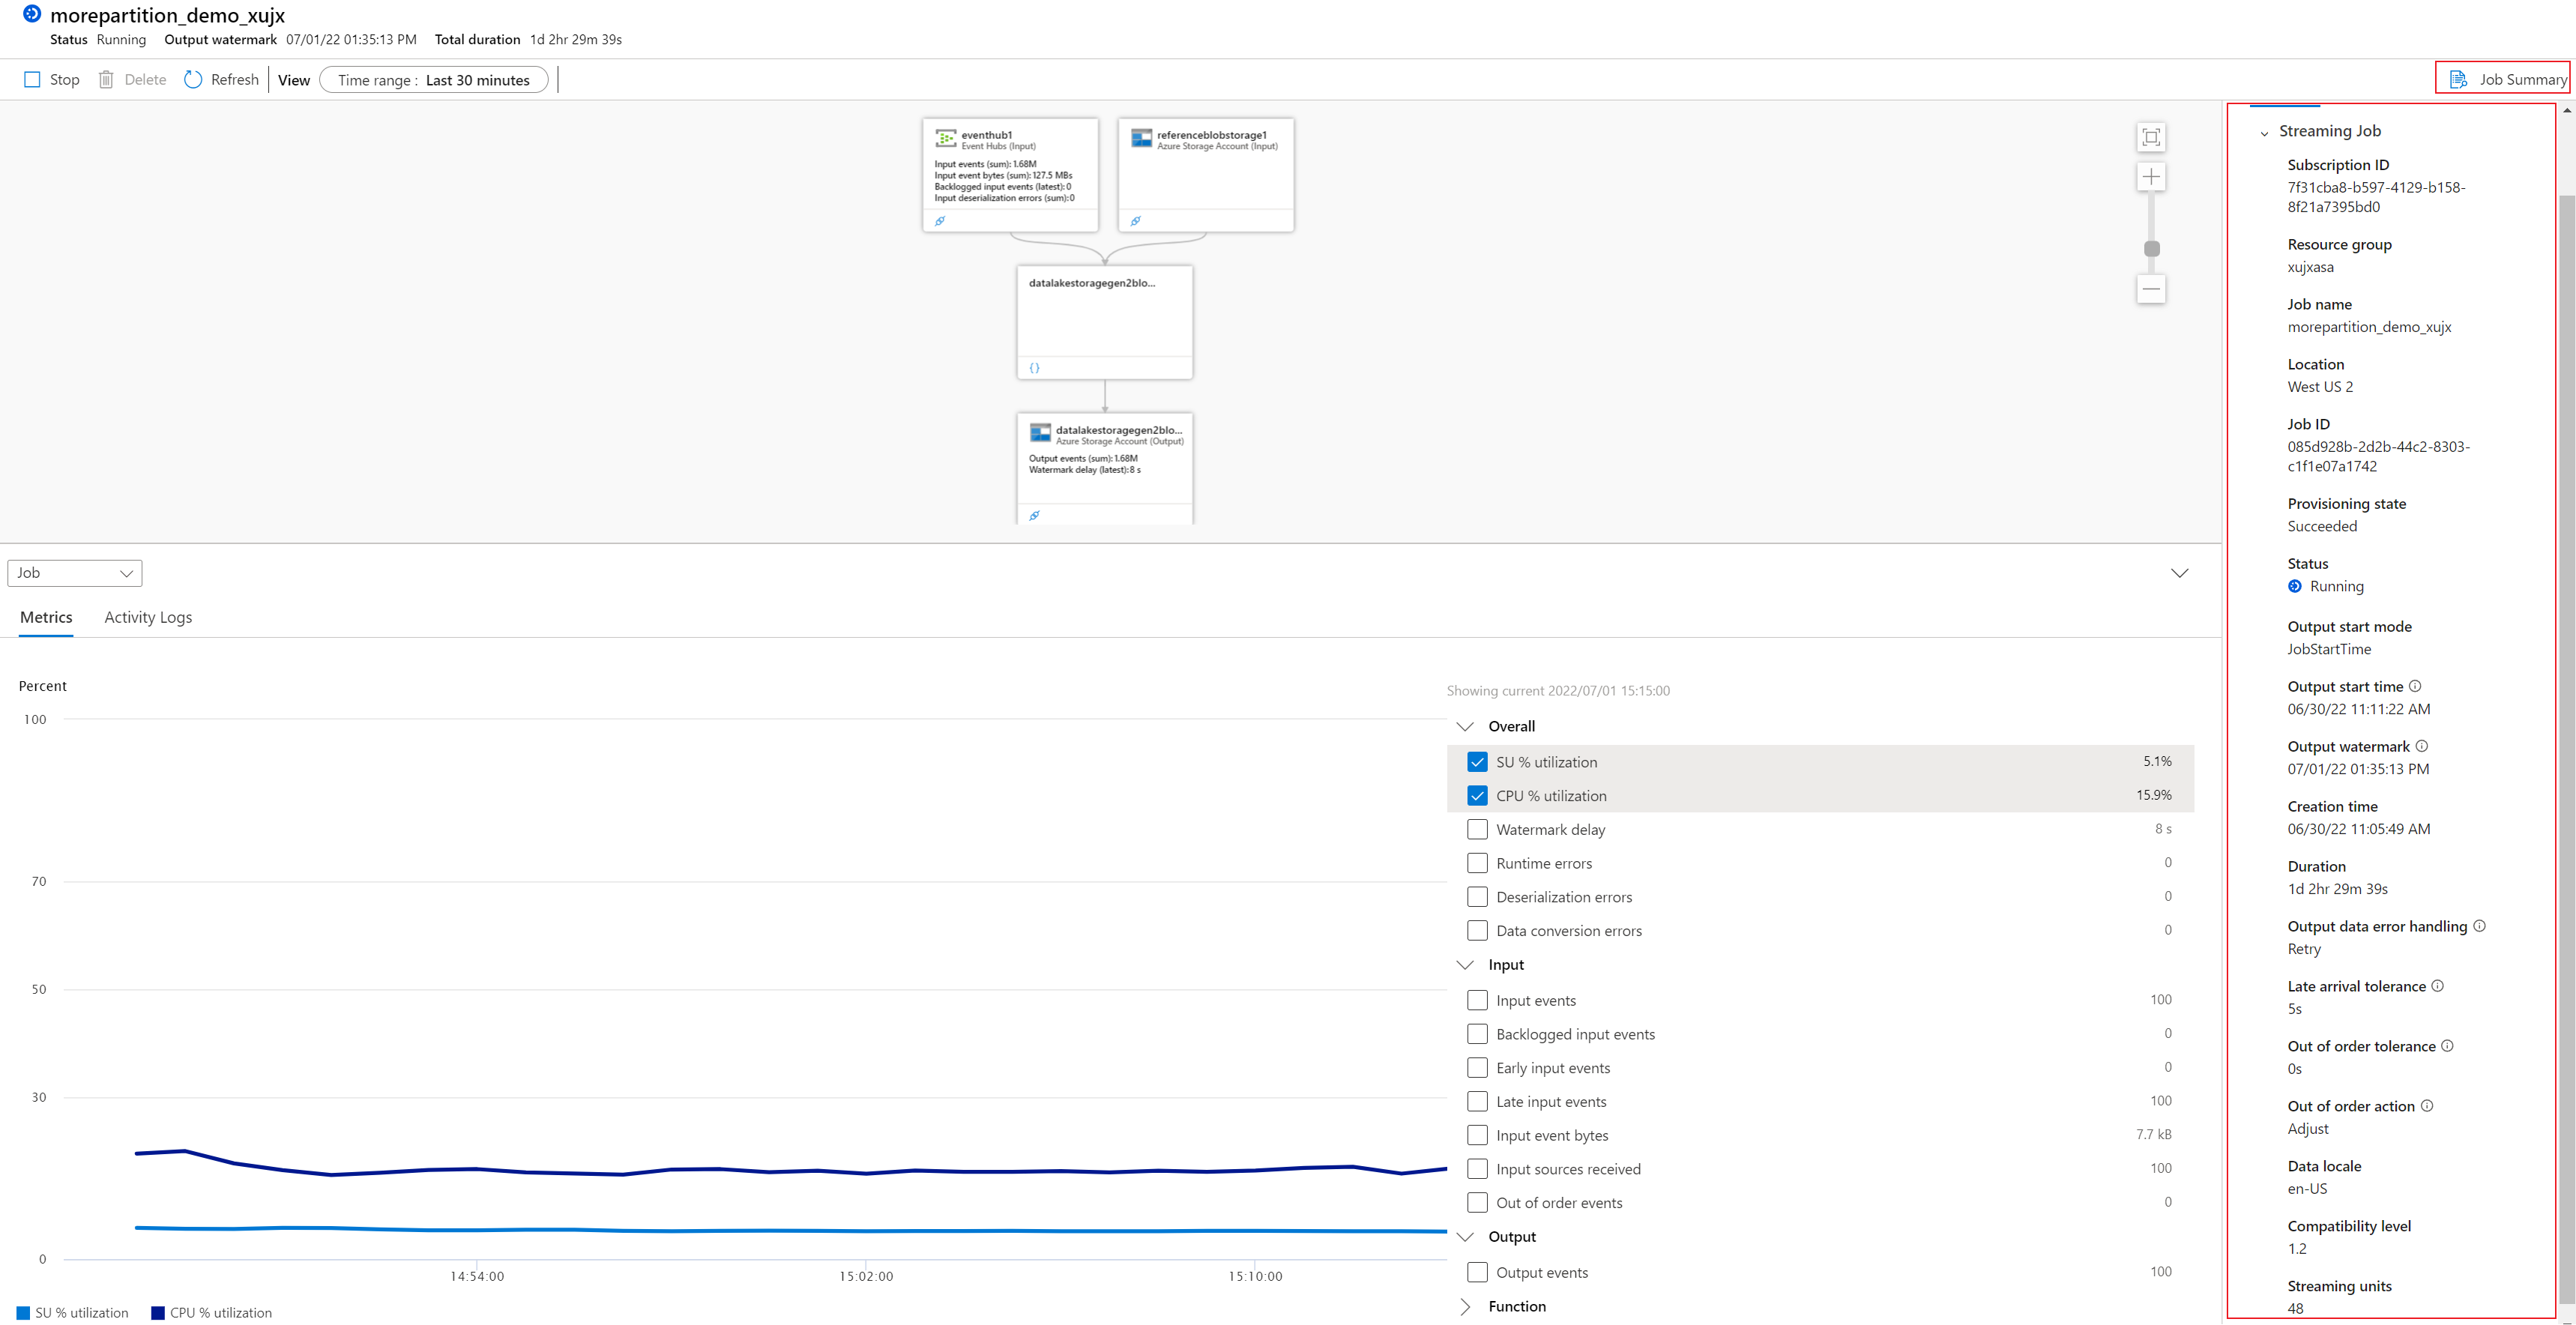 morepartition_demo_xujx
Status Running Output watermark 07/01/22 01:35:13 PM Total duration 1d 2hr 29m 39s
Stop Delete Refresh View Time range : Last 30 minutes
Job Summary
eventhub1
Event Hubs (Input)
Input events (sum): 1.68M
Input event bytes (sum): 127.5 MBs
Backlogged input events (latest): 0
Input deserialization errors (sum): 0
referenceblobstorage1
Azure Storage Account (Input)
datalakestoragegen2blo...
{}
datalakestoragegen2blo...
Azure Storage Account (Output)
Output events (sum): 1.68M
Watermark delay (latest): 8 s
Job
Metrics Activity Logs
Percent
100
70
50
30
0
14:54:00 15:02:00 15:10:00
SU % utilization CPU % utilization
Showing current 2022/07/01 15:15:00
Overall
SU % utilization 5.1%
CPU % utilization 15.9%
Watermark delay 8 s
Runtime errors 0
Deserialization errors 0
Data conversion errors 0
Input
Input events 100
Backlogged input events 0
Early input events 0
Late input events 100
Input event bytes 7.7 kB
Input sources received 100
Out of order events 0
Output
Output events 100
Function
Streaming Job
Subscription ID
7f31cba8-b597-4129-b158-
8f21a7395bd0
Resource group
xujxasa
Job name
morepartition_demo_xujx
Location
West US 2
Job ID
085d928b-2d2b-44c2-8303-
c1f1e07a1742
Provisioning state
Succeeded
Status
Running
Output start mode
JobStartTime
Output start time
06/30/22 11:11:22 AM
Output watermark
07/01/22 01:35:13 PM
Creation time
06/30/22 11:05:49 AM
Duration
1d 2hr 29m 39s
Output data error handling
Retry
Late arrival tolerance
5s
Out of order tolerance
0s
Out of order action
Adjust
Data locale
en-US
Compatibility level
1.2
Streaming units
48